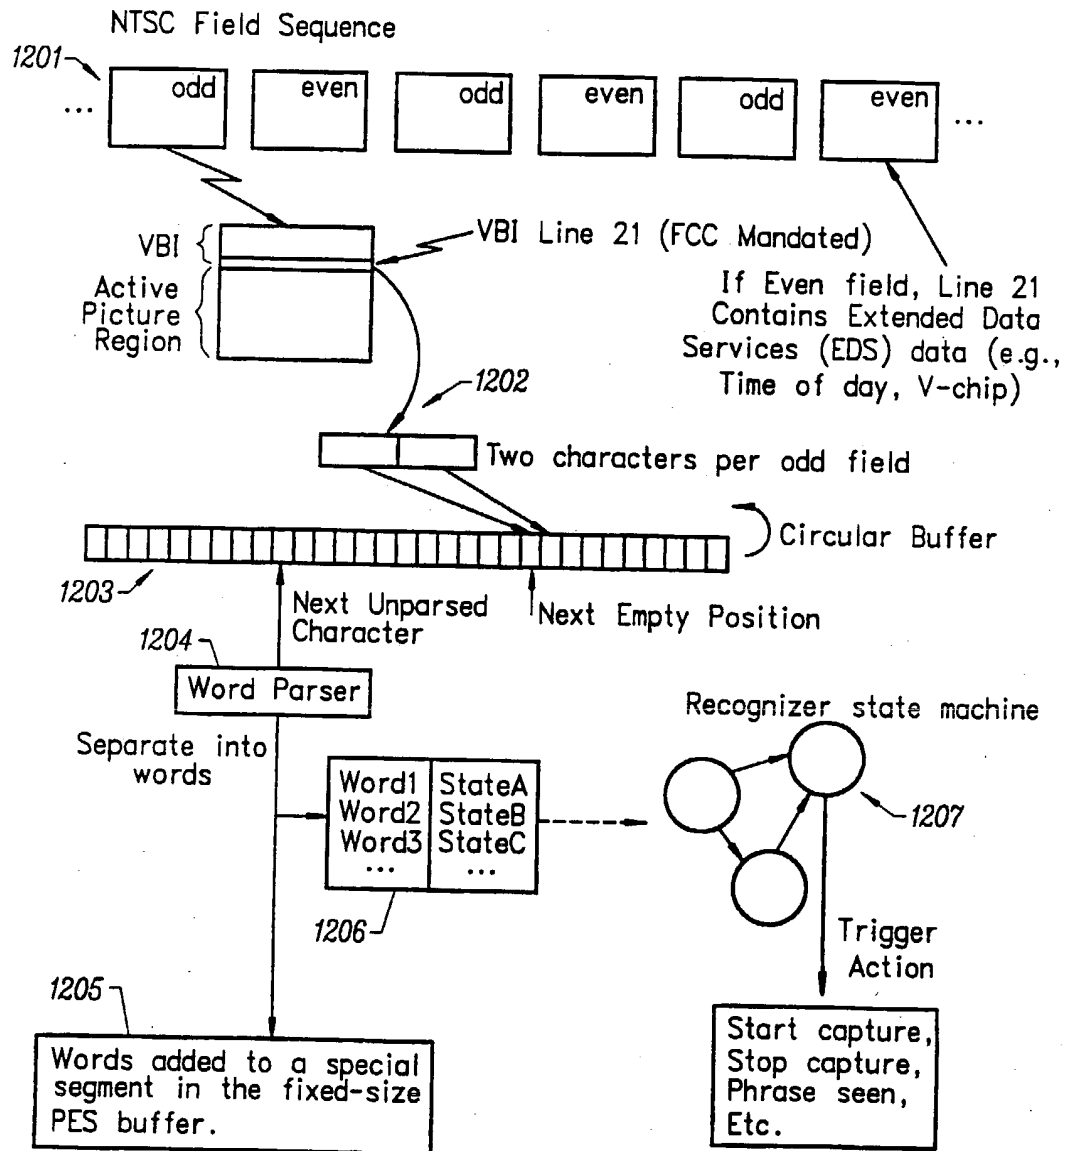 NTSC Field Sequence
1201
... odd even odd even odd even ...
VBI
VBI Line 21 (FCC Mandated)
Active
Picture
Region
If Even field, Line 21
Contains Extended Data
Services (EDS) data (e.g.,
Time of day, V-chip)
1202
Two characters per odd field
Circular Buffer
1203
Next Unparsed
Character
Next Empty Position
1204
Word Parser
Separate into
words
Recognizer state machine
Word1 StateA
Word2 StateB
Word3 StateC
... ...
1206
1207
Trigger
Action
1205
Words added to a special
segment in the fixed-size
PES buffer.
Start capture,
Stop capture,
Phrase seen,
Etc.